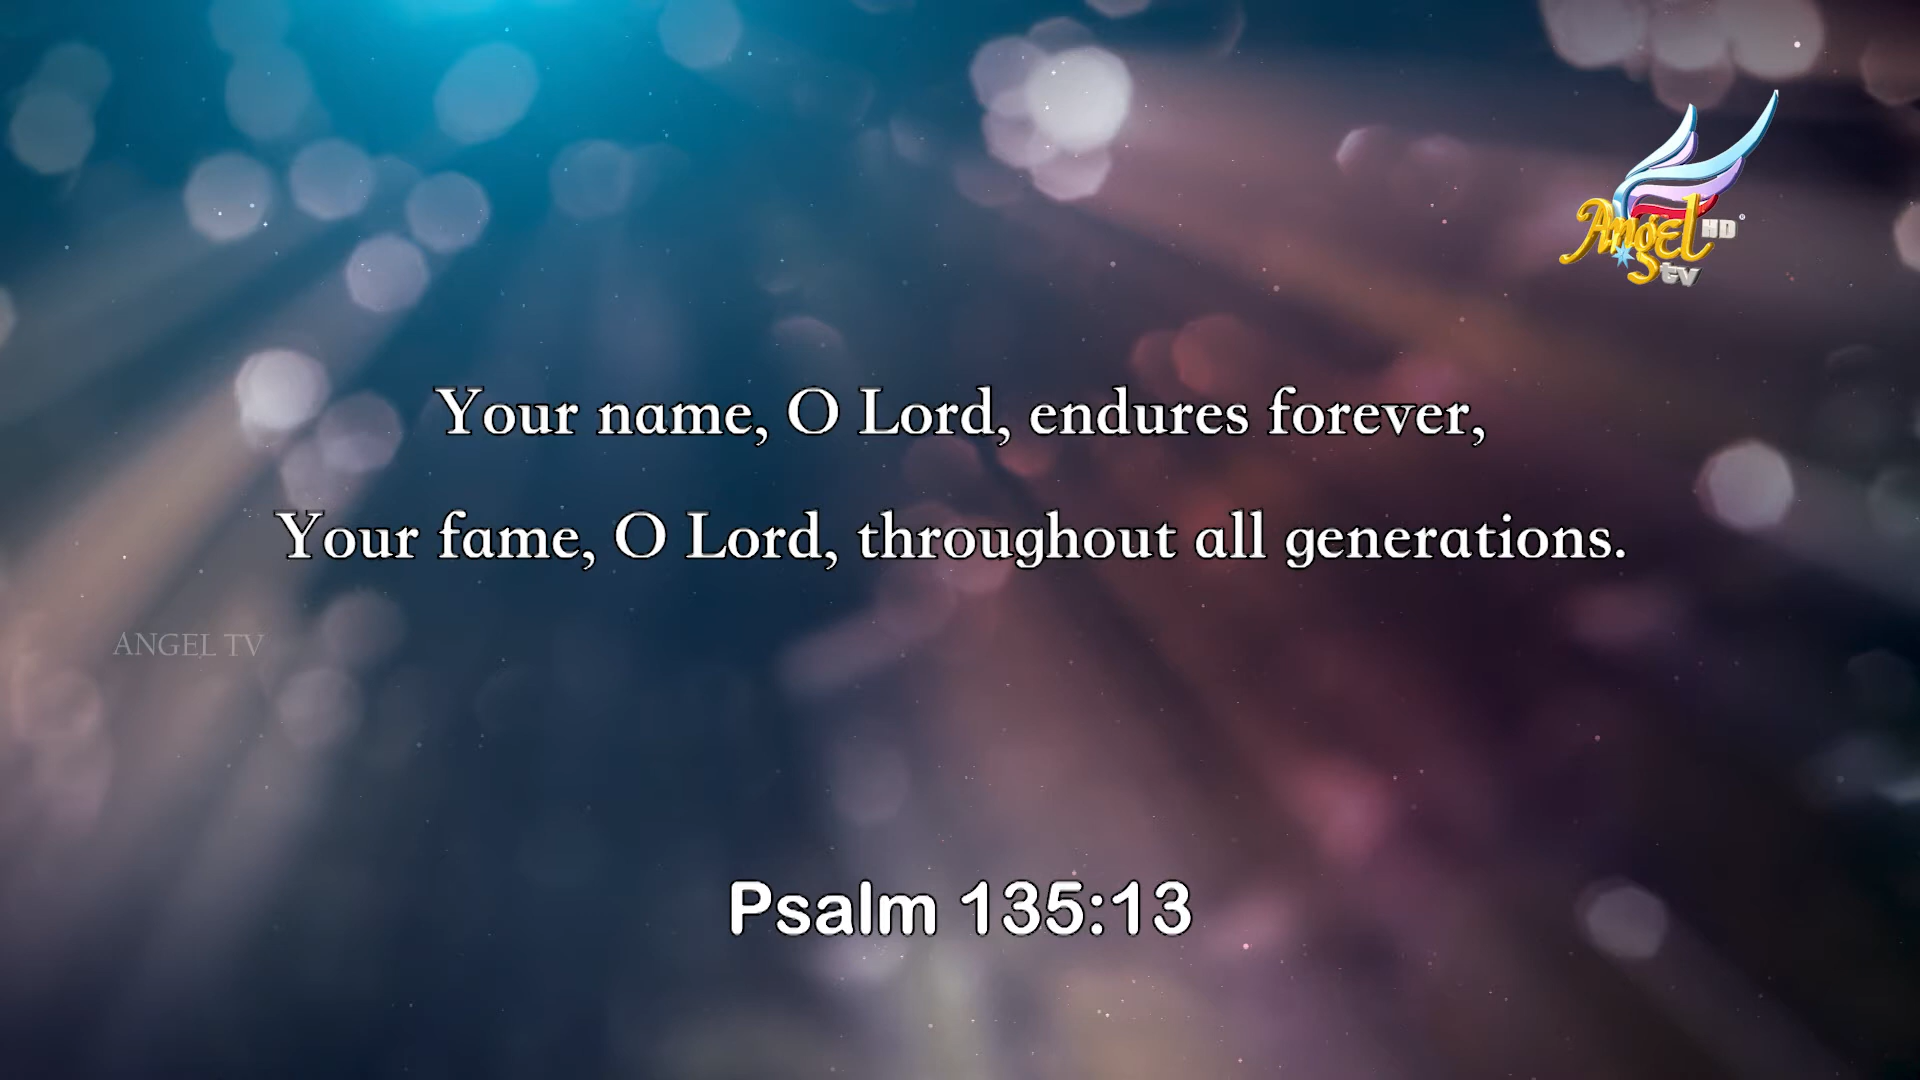 Angel HD
tv
Your name, O Lord, endures forever,
Your fame, O Lord, throughout all generations.
ANGEL TV
Psalm 135:13